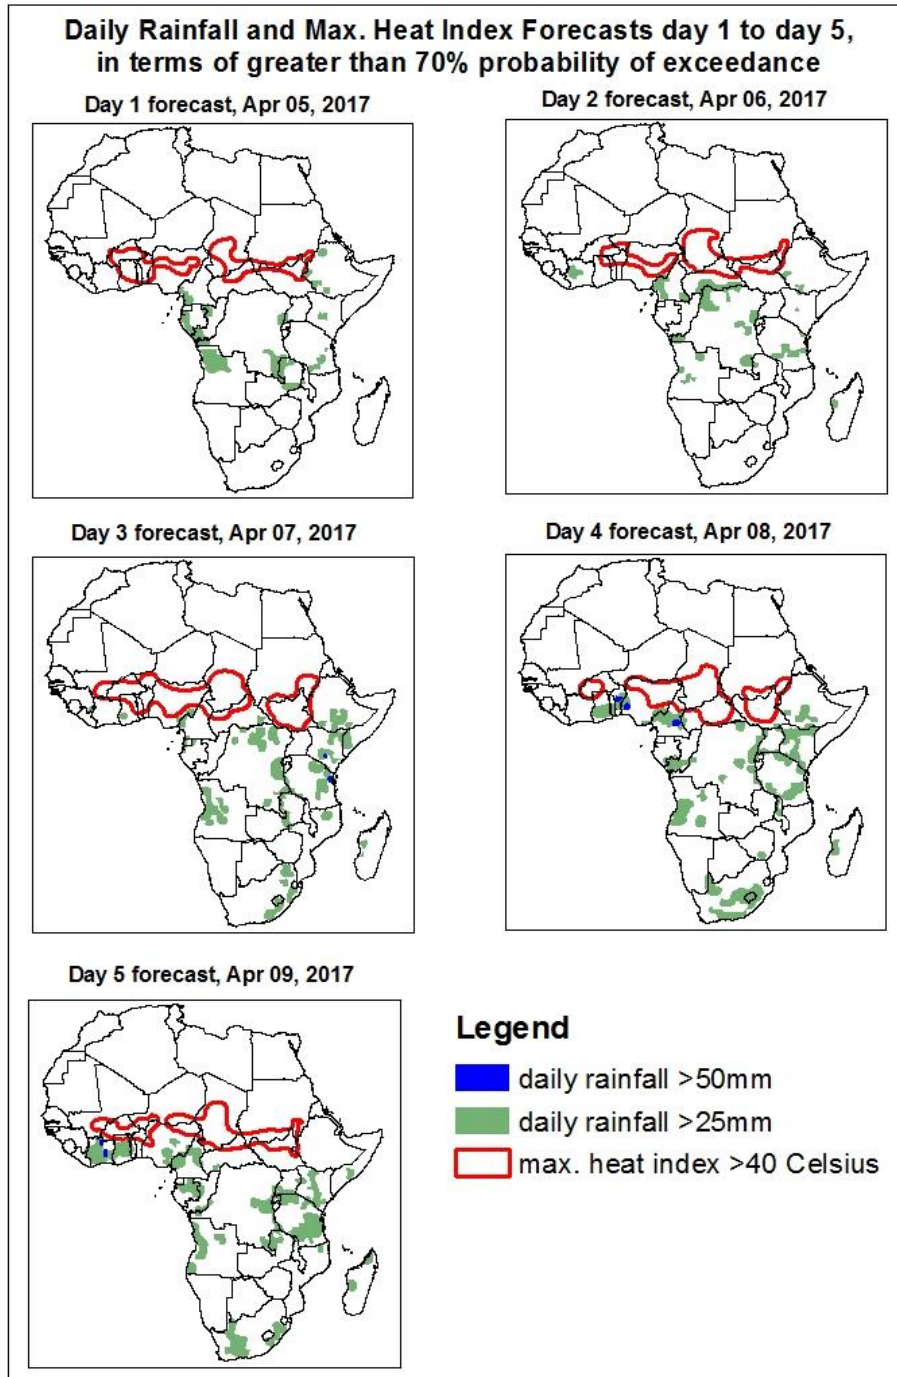 Daily Rainfall and Max. Heat Index Forecasts day 1 to day 5,
in terms of greater than 70% probability of exceedance
Day 1 forecast, Apr 05, 2017
Day 2 forecast, Apr 06, 2017
Day 3 forecast, Apr 07, 2017
Day 4 forecast, Apr 08, 2017
Day 5 forecast, Apr 09, 2017
Legend
daily rainfall >50mm
daily rainfall >25mm
max. heat index >40 Celsius